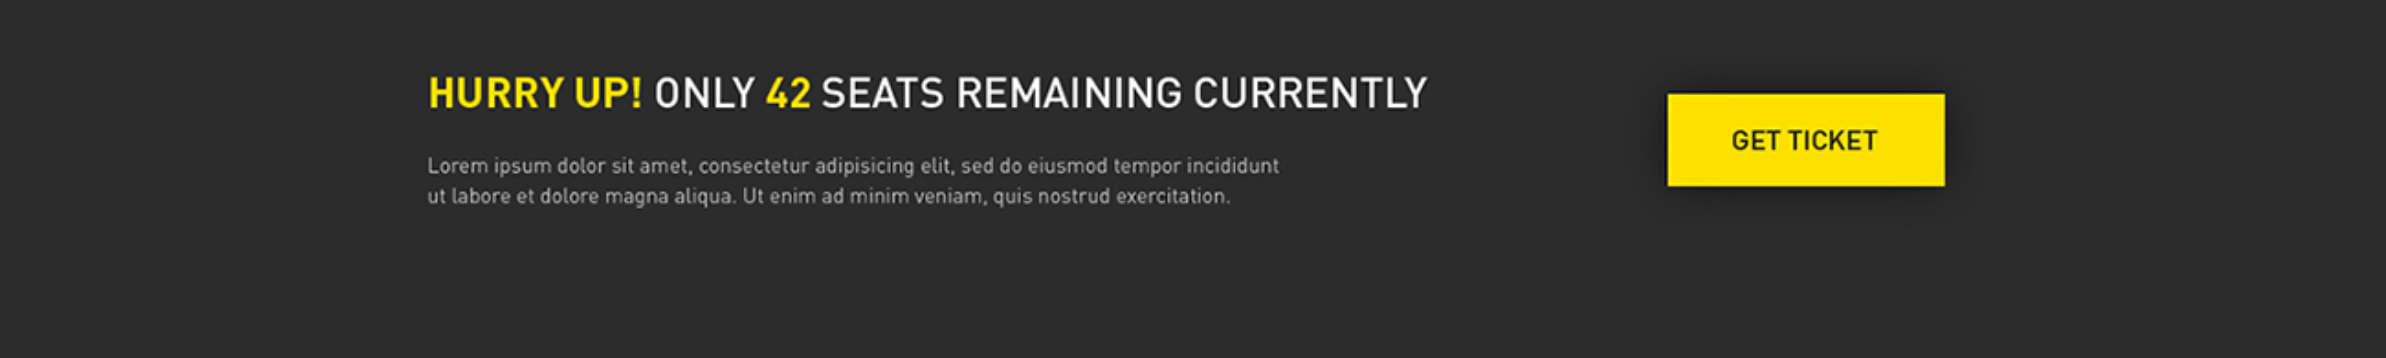 HURRY UP! ONLY 42 SEATS REMAINING CURRENTLY
Lorem ipsum dolor sit amet, consectetur adipisicing elit, sed do eiusmod tempor incididunt
ut labore et dolore magna aliqua. Ut enim ad minim veniam, quis nostrud exercitation.
GET TICKET